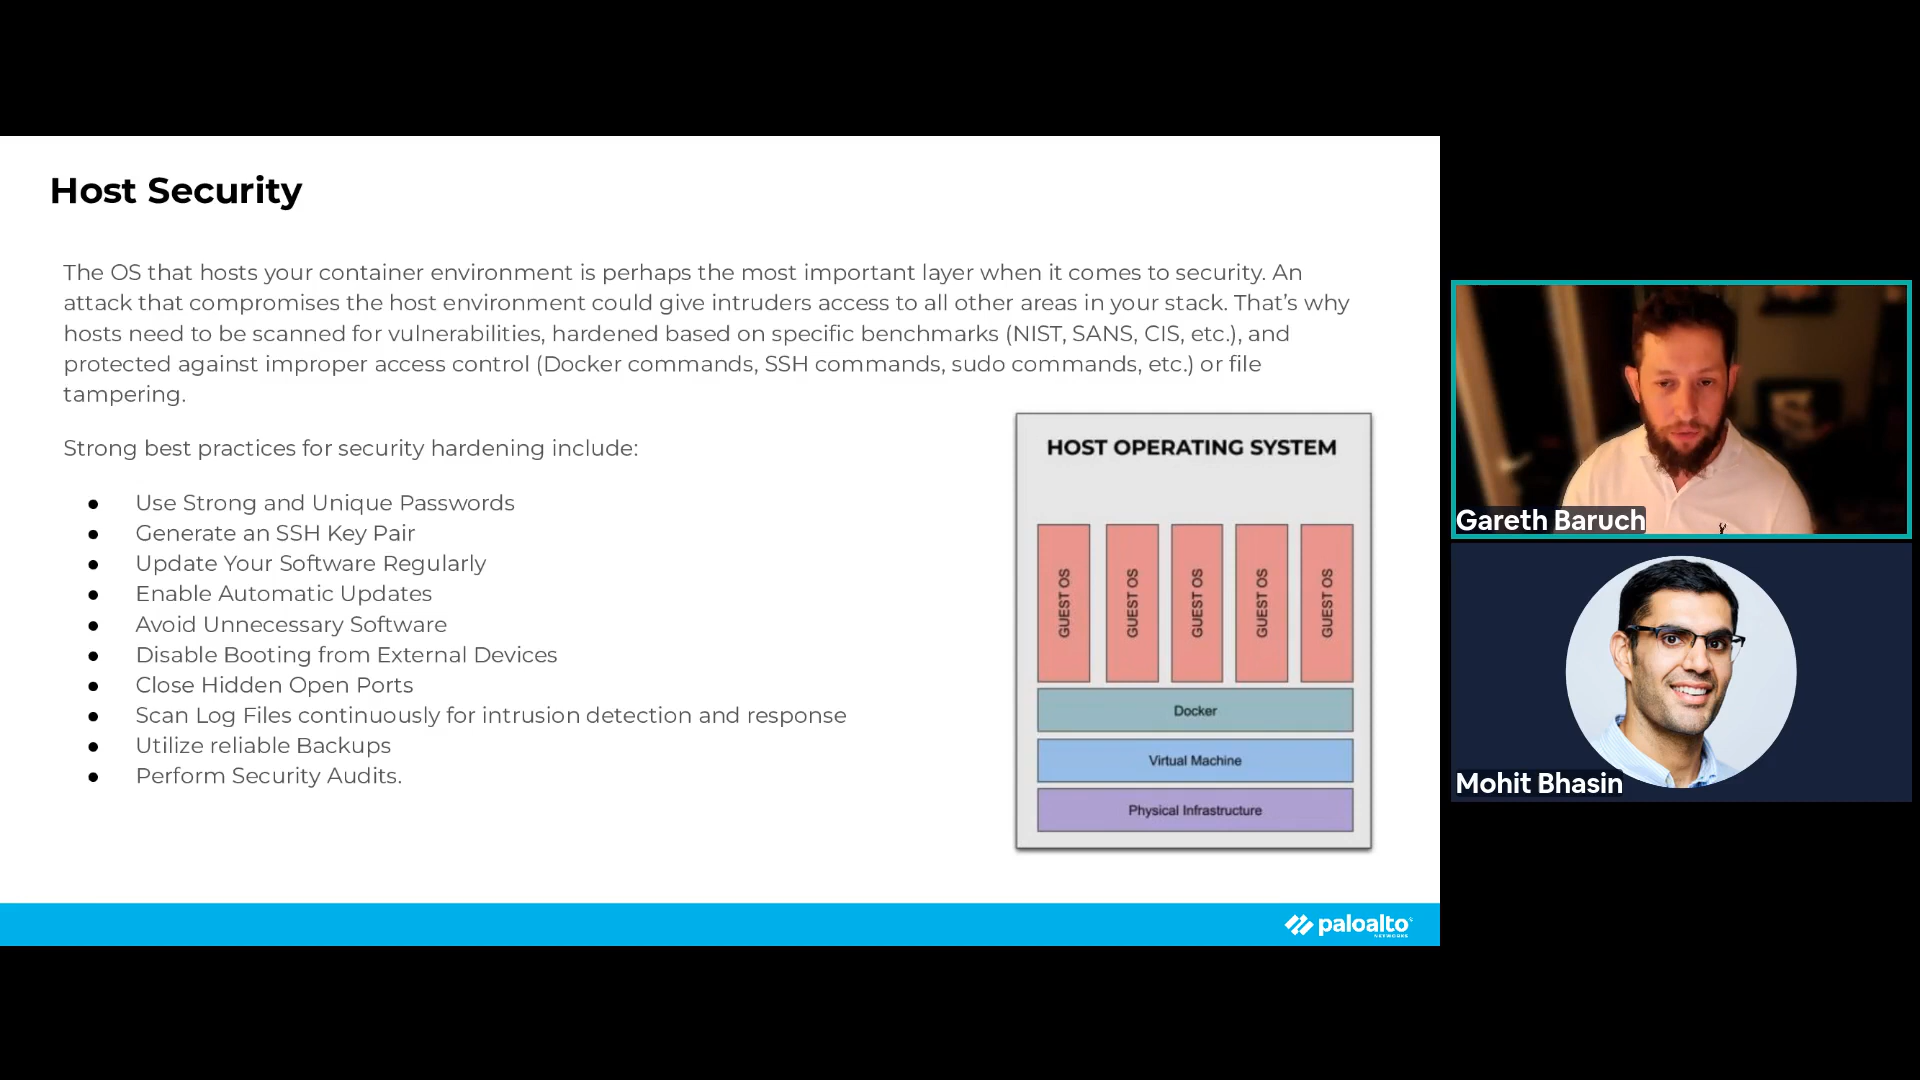 Host Security
The OS that hosts your container environment is perhaps the most important layer when it comes to security. An
attack that compromises the host environment could give intruders access to all other areas in your stack. That’s why
hosts need to be scanned for vulnerabilities, hardened based on specific benchmarks (NIST, SANS, CIS, etc.), and
protected against improper access control (Docker commands, SSH commands, sudo commands, etc.) or file
tampering.
Strong best practices for security hardening include:
● Use Strong and Unique Passwords
● Generate an SSH Key Pair
● Update Your Software Regularly
● Enable Automatic Updates
● Avoid Unnecessary Software
● Disable Booting from External Devices
● Close Hidden Open Ports
● Scan Log Files continuously for intrusion detection and response
● Utilize reliable Backups
● Perform Security Audits.
HOST OPERATING SYSTEM
GUEST OS
GUEST OS
GUEST OS
GUEST OS
GUEST OS
Docker
Virtual Machine
Physical Infrastructure
paloalto
NETWORKS
Gareth Baruch
Mohit Bhasin